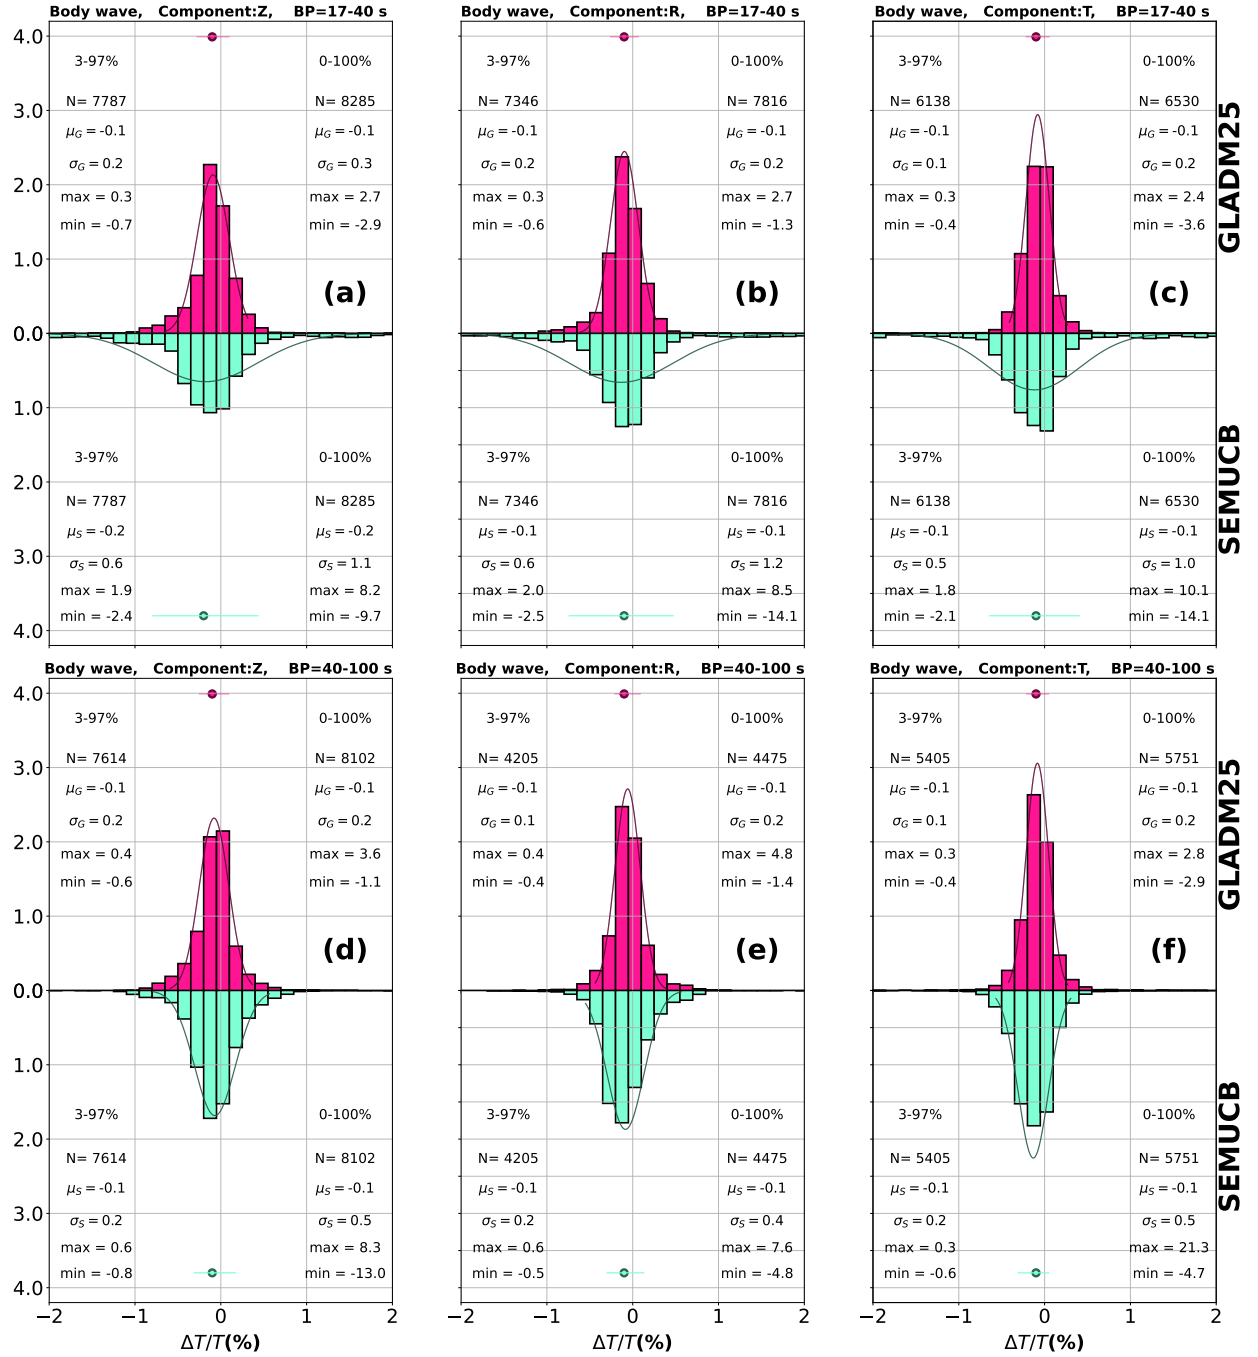 Body wave, Component:Z, BP=17-40 s
Body wave, Component:R, BP=17-40 s
Body wave, Component:T, BP=17-40 s
4.0
3.0
2.0
1.0
0.0
1.0
2.0
3.0
4.0
3-97%
N= 7787
μG = -0.1
σG = 0.2
max = 0.3
min = -0.7
0-100%
N= 8285
μG = -0.1
σG = 0.3
max = 2.7
min = -2.9
(a)
3-97%
N= 7787
μS = -0.2
σS = 0.6
max = 1.9
min = -2.4
0-100%
N= 8285
μS = -0.2
σS = 1.1
max = 8.2
min = -9.7
3-97%
N= 7346
μG = -0.1
σG = 0.2
max = 0.3
min = -0.6
0-100%
N= 7816
μG = -0.1
σG = 0.2
max = 2.7
min = -1.3
(b)
3-97%
N= 7346
μS = -0.1
σS = 0.6
max = 2.0
min = -2.5
0-100%
N= 7816
μS = -0.1
σS = 1.2
max = 8.5
min = -14.1
3-97%
N= 6138
μG = -0.1
σG = 0.1
max = 0.3
min = -0.4
0-100%
N= 6530
μG = -0.1
σG = 0.2
max = 2.4
min = -3.6
(c)
3-97%
N= 6138
μS = -0.1
σS = 0.5
max = 1.8
min = -2.1
0-100%
N= 6530
μS = -0.1
σS = 1.0
max = 10.1
min = -14.1
GLADM25
SEMUCB
Body wave, Component:Z, BP=40-100 s
Body wave, Component:R, BP=40-100 s
Body wave, Component:T, BP=40-100 s
4.0
3.0
2.0
1.0
0.0
1.0
2.0
3.0
4.0
3-97%
N= 7614
μG = -0.1
σG = 0.2
max = 0.4
min = -0.6
0-100%
N= 8102
μG = -0.1
σG = 0.2
max = 3.6
min = -1.1
(d)
3-97%
N= 7614
μS = -0.1
σS = 0.2
max = 0.6
min = -0.8
0-100%
N= 8102
μS = -0.1
σS = 0.5
max = 8.3
min = -13.0
3-97%
N= 4205
μG = -0.1
σG = 0.1
max = 0.4
min = -0.4
0-100%
N= 4475
μG = -0.1
σG = 0.2
max = 4.8
min = -1.4
(e)
3-97%
N= 4205
μS = -0.1
σS = 0.2
max = 0.6
min = -0.5
0-100%
N= 4475
μS = -0.1
σS = 0.4
max = 7.6
min = -4.8
3-97%
N= 5405
μG = -0.1
σG = 0.1
max = 0.3
min = -0.4
0-100%
N= 5751
μG = -0.1
σG = 0.2
max = 2.8
min = -2.9
(f)
3-97%
N= 5405
μS = -0.1
σS = 0.2
max = 0.3
min = -0.6
0-100%
N= 5751
μS = -0.1
σS = 0.5
max = 21.3
min = -4.7
GLADM25
SEMUCB
−2 −1 0 1 2
−2 −1 0 1 2
−2 −1 0 1 2
ΔT/T(%)
ΔT/T(%)
ΔT/T(%)